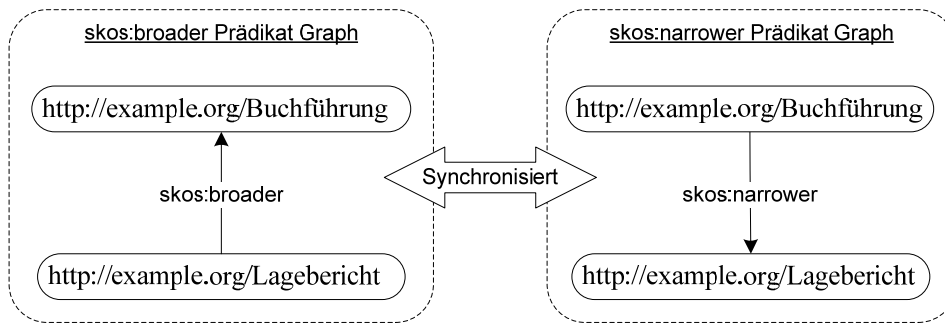 skos:broader Prädikat Graph
http://example.org/Buchführung
skos:broader
http://example.org/Lagebericht
Synchronisiert
skos:narrower Prädikat Graph
http://example.org/Buchführung
skos:narrower
http://example.org/Lagebericht